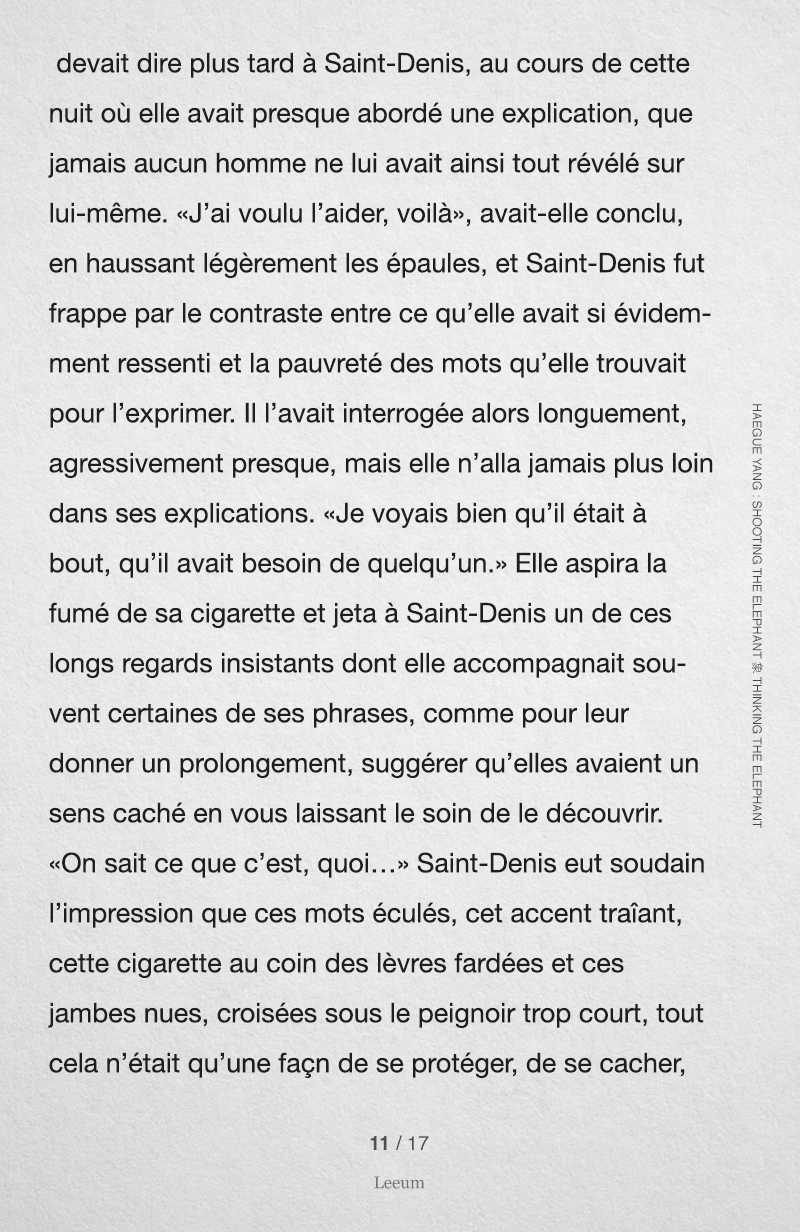 devait dire plus tard à Saint-Denis, au cours de cette
nuit où elle avait presque abordé une explication, que
jamais aucun homme ne lui avait ainsi tout révélé sur
lui-même. «J’ai voulu l’aider, voilà», avait-elle conclu,
en haussant légèrement les épaules, et Saint-Denis fut
frappe par le contraste entre ce qu’elle avait si évidem-
ment ressenti et la pauvreté des mots qu’elle trouvait
pour l’exprimer. Il l’avait interrogée alors longuement,
agressivement presque, mais elle n’alla jamais plus loin
dans ses explications. «Je voyais bien qu’il était à
bout, qu’il avait besoin de quelqu’un.» Elle aspira la
fumé de sa cigarette et jeta à Saint-Denis un de ces
longs regards insistants dont elle accompagnait sou-
vent certaines de ses phrases, comme pour leur
donner un prolongement, suggérer qu’elles avaient un
sens caché en vous laissant le soin de le découvrir.
«On sait ce que c’est, quoi…» Saint-Denis eut soudain
l’impression que ces mots éculés, cet accent traîant,
cette cigarette au coin des lèvres fardées et ces
jambes nues, croisées sous le peignoir trop court, tout
cela n’était qu’une façn de se protéger, de se cacher,
HAEGUE YANG : SHOOTING THE ELEPHANT 象 THINKING THE ELEPHANT
11 / 17
Leeum